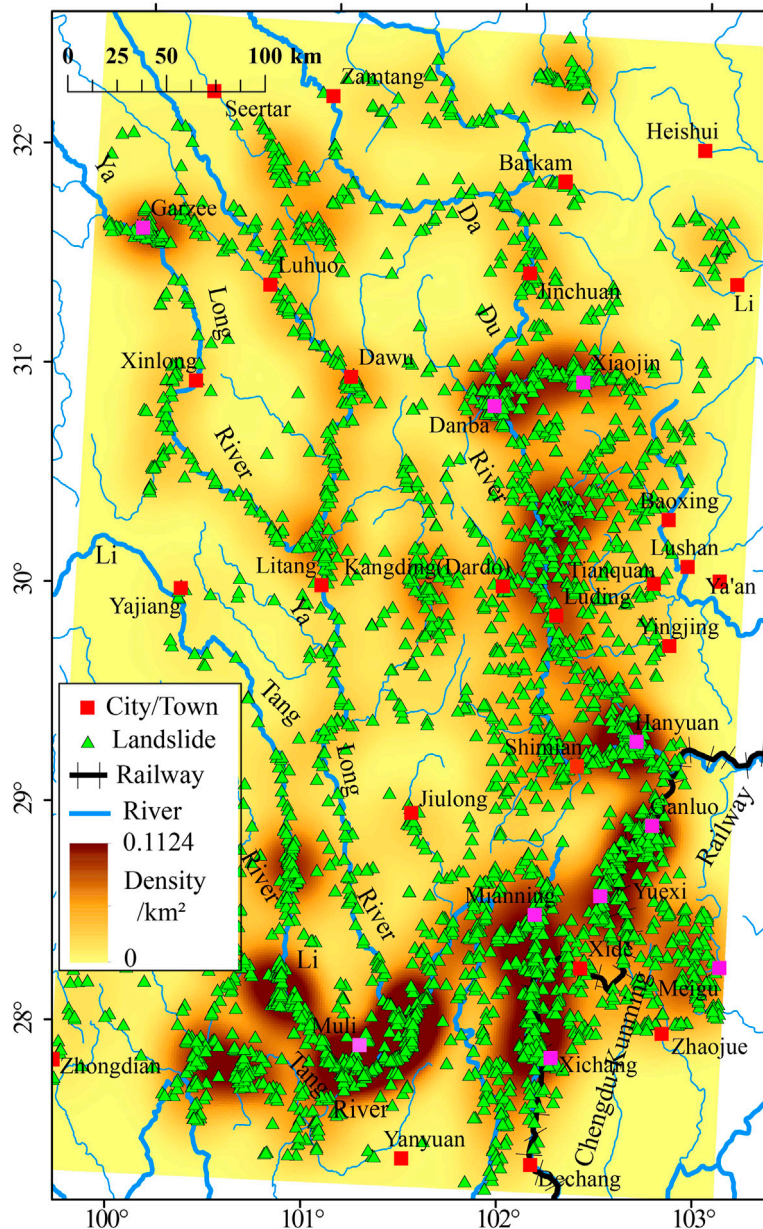 0 50 100 km
25 75
Zamtang
Seertar
32°
Heishui
Ya
Barkam
Garzee
Da
Luhuo
Li
Jinchuan
Long
Du
31°
Xinlong
Dawu
Xiaojin
Danba
River
River
Baoxing
Lushan
30°
Li
Litang
Kangding(Dardo)
Tianquan
Ya'an
Yajiang
Ya
Luding
Yingjing
Tang
City/Town
Hanyuan
Landslide
Shimian
Long
Railway
29°
River
Jiulong
Ganluo
Railway
0.1124
Density
/km²
0
River
River
Mianning
Yuexi
Li
Xide
Meigu
28°
Muli
Zhaojue
Zhongdian
Tang
River
Xichang
Chengdu Kunming
Yanyuan
Dechang
100° 101 102 103°